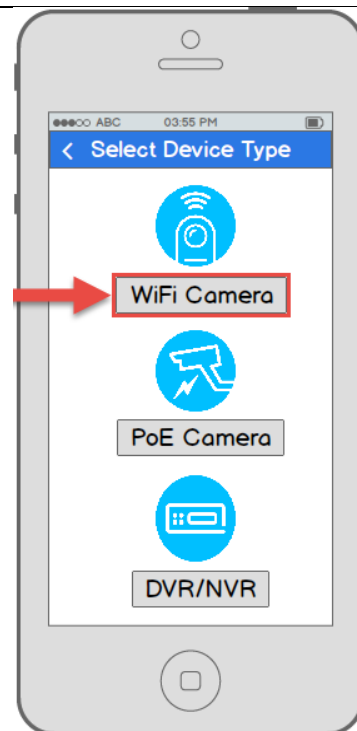 ABC 03:55 PM
< Select Device Type
WiFi Camera
PoE Camera
DVR/NVR